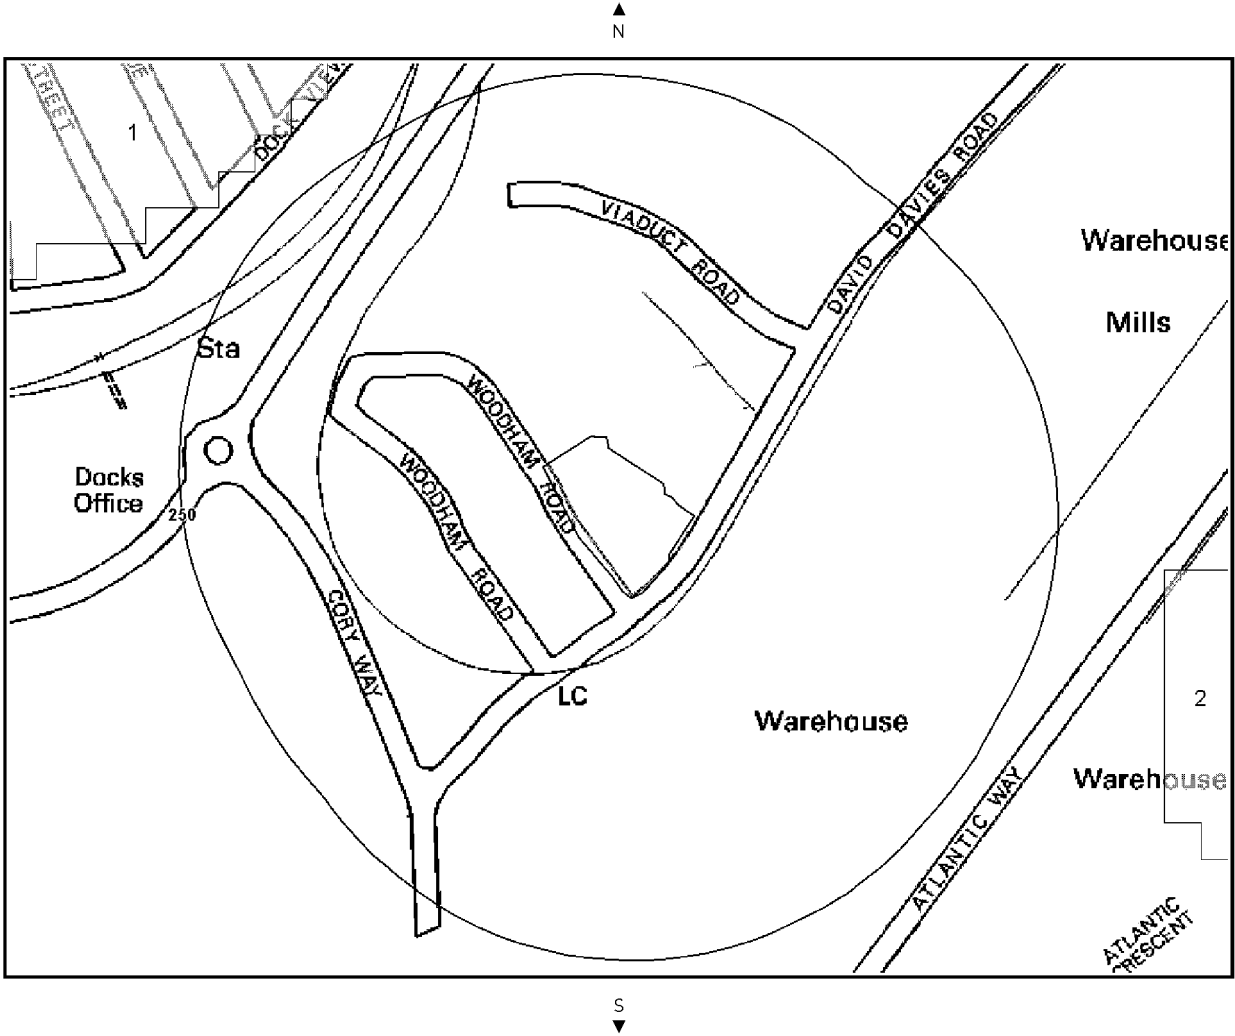 N
STREET
1
DOCK VIEW
DAVID DAVIES ROAD
VIADUCT ROAD
Warehouse
Mills
Sta
WOODHAM ROAD
WOODHAM ROAD
Docks
Office
250
CORY WAY
LC
Warehouse
2
Warehouse
ATLANTIC WAY
ATLANTIC
CRESCENT
S